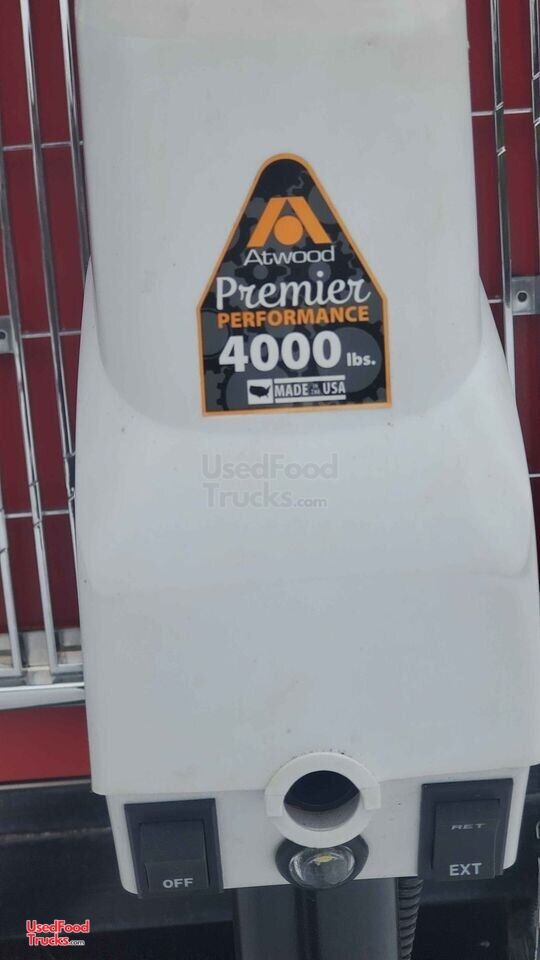 Atwood
Premier
PERFORMANCE
4000 lbs.
MADE IN THE USA
UsedFood
Trucks.com
OFF
RET
EXT
UsedFood
Trucks.com